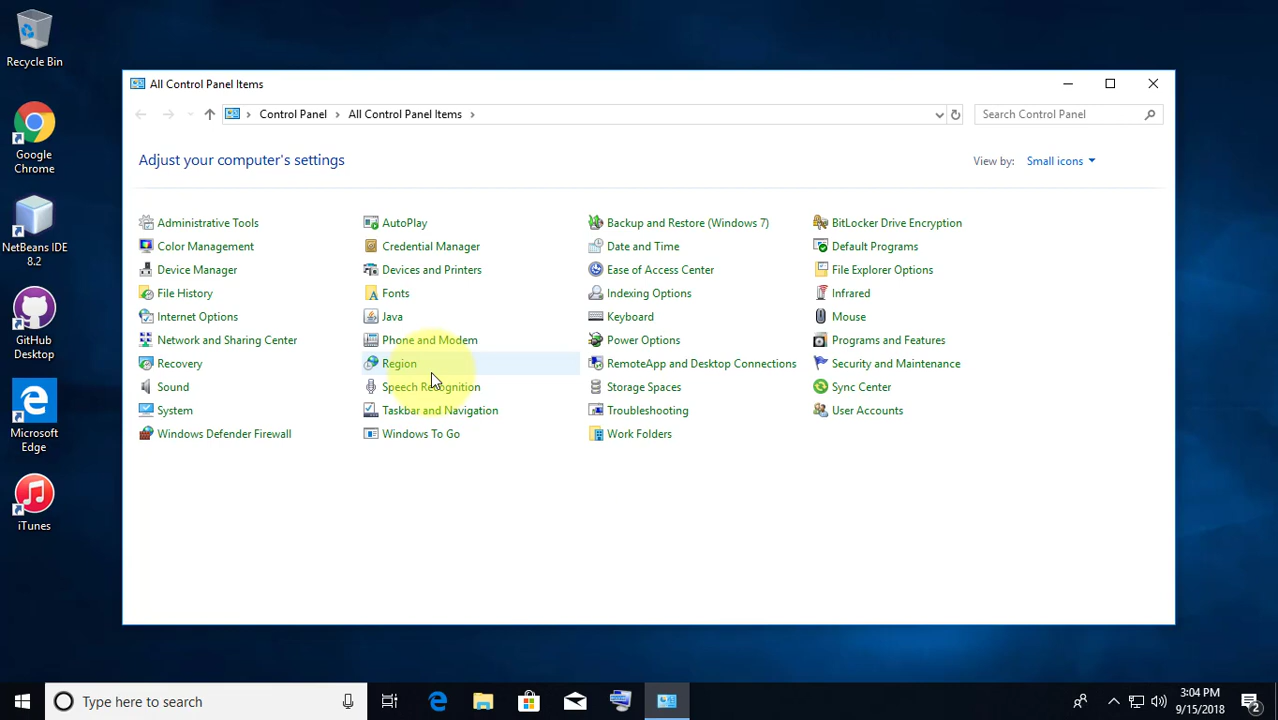 Recycle Bin
Google
Chrome
NetBeans IDE
8.2
GitHub
Desktop
Microsoft
Edge
iTunes
All Control Panel Items
Control Panel
All Control Panel Items
Search Control Panel
Adjust your computer's settings
View by:
Small icons
Administrative Tools
AutoPlay
Backup and Restore (Windows 7)
BitLocker Drive Encryption
Color Management
Credential Manager
Date and Time
Default Programs
Device Manager
Devices and Printers
Ease of Access Center
File Explorer Options
File History
Fonts
Indexing Options
Infrared
Internet Options
Java
Keyboard
Mouse
Network and Sharing Center
Phone and Modem
Power Options
Programs and Features
Recovery
Region
RemoteApp and Desktop Connections
Security and Maintenance
Sound
Speech Recognition
Storage Spaces
Sync Center
System
Taskbar and Navigation
Troubleshooting
User Accounts
Windows Defender Firewall
Windows To Go
Work Folders
Type here to search
3:04 PM
9/15/2018
2